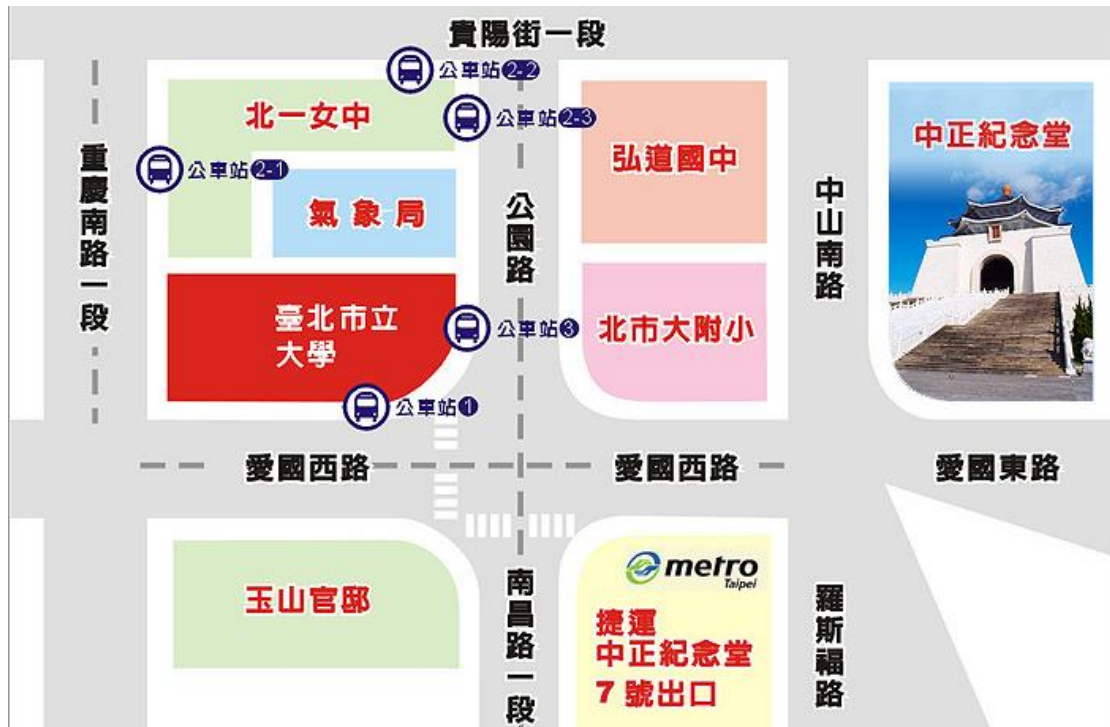 貴陽街一段
公車站2-2
北一女中
公車站2-3
弘道國中
中正紀念堂
公車站2-1
重慶南路一段
氣象局
公園路
中山南路
臺北市立
大學
公車站3
北市大附小
公車站1
愛國西路
愛國西路
愛國東路
玉山官邸
南昌路一段
metro
Taipei
捷運
中正紀念堂
7 號出口
羅斯福路